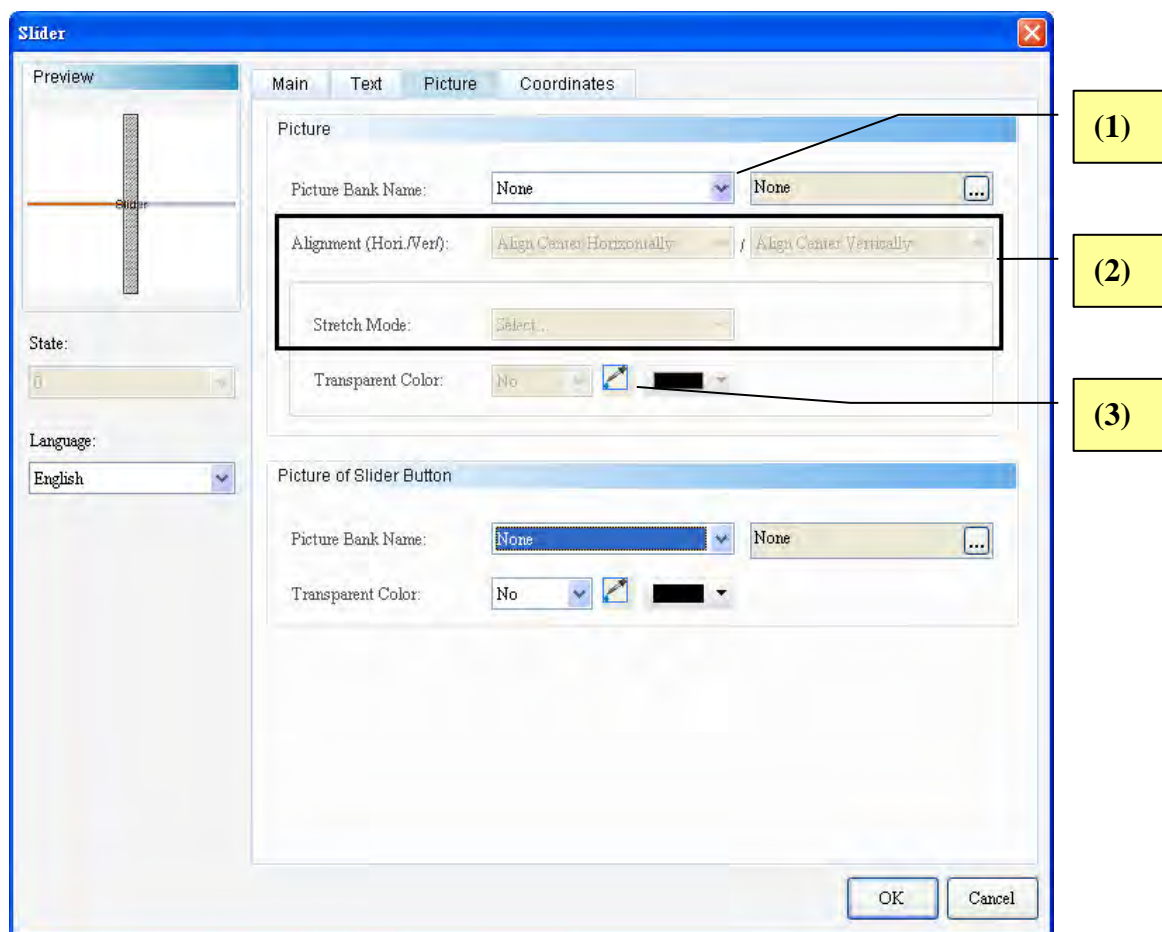 Slider
Preview
Slider
State:
0
Language:
English
Main Text Picture Coordinates
Picture
Picture Bank Name: None None ...
Alignment (Hori./Ver/): Align Center Horizontally / Align Center Vertically
Stretch Mode: Select...
Transparent Color: No
Picture of Slider Button
Picture Bank Name: None None ...
Transparent Color: No
OK Cancel
(1)
(2)
(3)